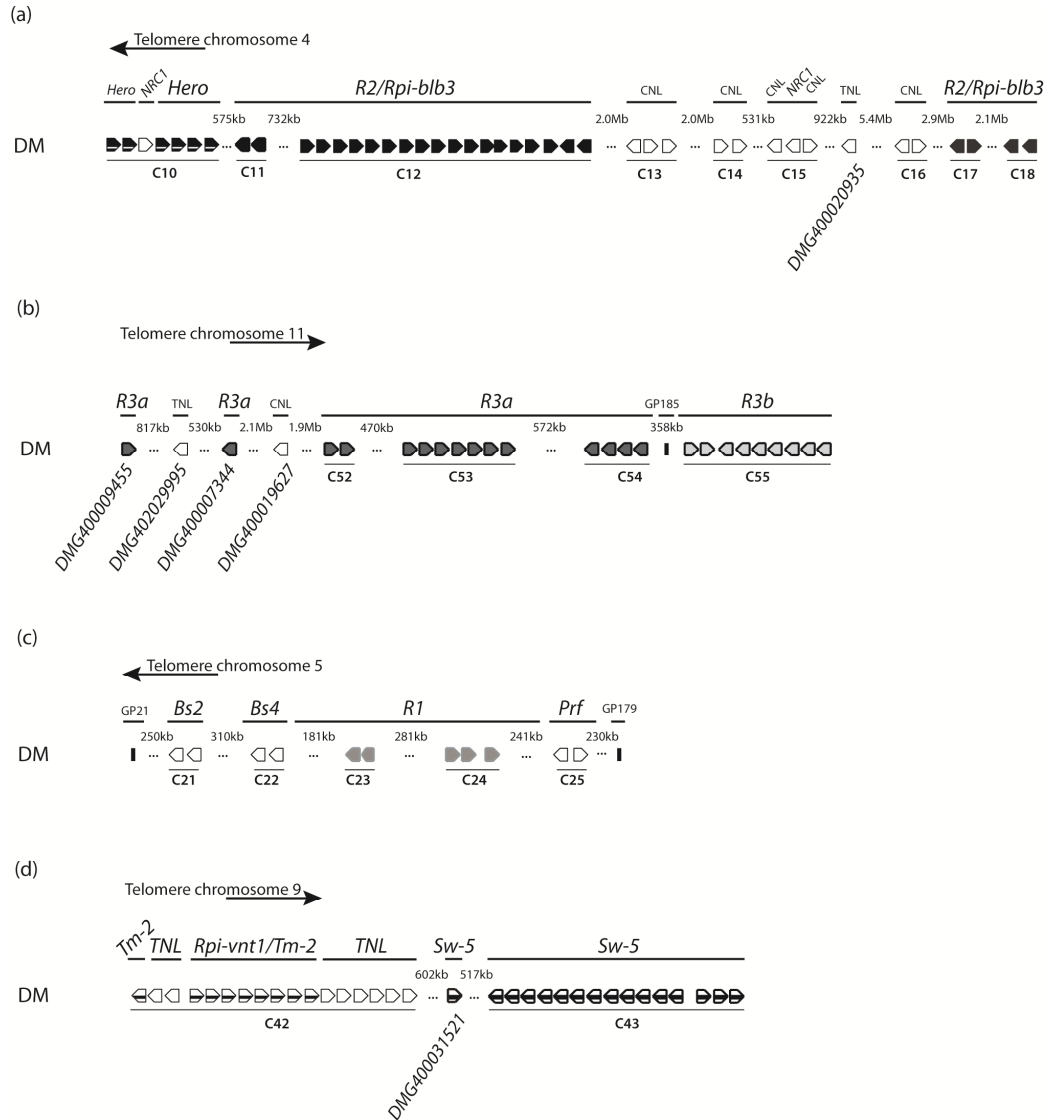 (a)
Telomere chromosome 4
Hero NRC1 Hero R2/Rpi-blb3 CNL CNL CNL NRC1 CNL TNL CNL R2/Rpi-blb3
575kb 732kb 2.0Mb 2.0Mb 531kb 922kb 5.4Mb 2.9Mb 2.1Mb
DM ... ... ... ... ... ... ... ... ...
C10 C11 C12 C13 C14 C15 C16 C17 C18
DMG400020935
(b)
Telomere chromosome 11
R3a TNL R3a CNL R3a GP185 R3b
817kb 530kb 2.1Mb 1.9Mb 470kb 572kb 358kb
DM ... ... ... ... ... ...
C52 C53 C54 C55
DMG400009455 DMG402029995 DMG400007344 DMG400019627
(c)
Telomere chromosome 5
GP21 Bs2 Bs4 R1 Prf GP179
250kb 310kb 181kb 281kb 241kb 230kb
DM ... ... ... ... ... ...
C21 C22 C23 C24 C25
(d)
Telomere chromosome 9
Tm-2 TNL Rpi-vnt1/Tm-2 TNL Sw-5 Sw-5
602kb 517kb
DM ... ...
C42 C43
DMG400031521